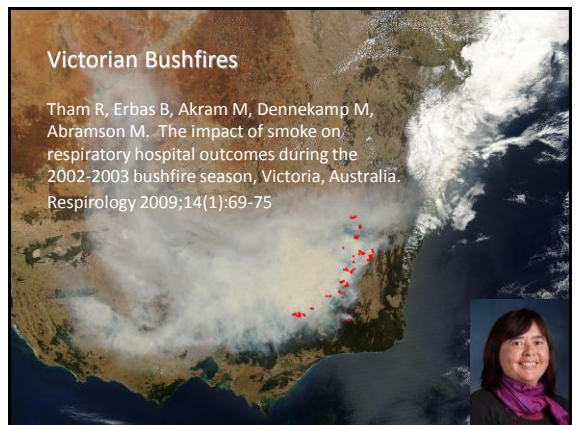 Victorian Bushfires
Tham R, Erbas B, Akram M, Dennekamp M,
Abramson M. The impact of smoke on
respiratory hospital outcomes during the
2002-2003 bushfire season, Victoria, Australia.
Respirology 2009;14(1):69-75